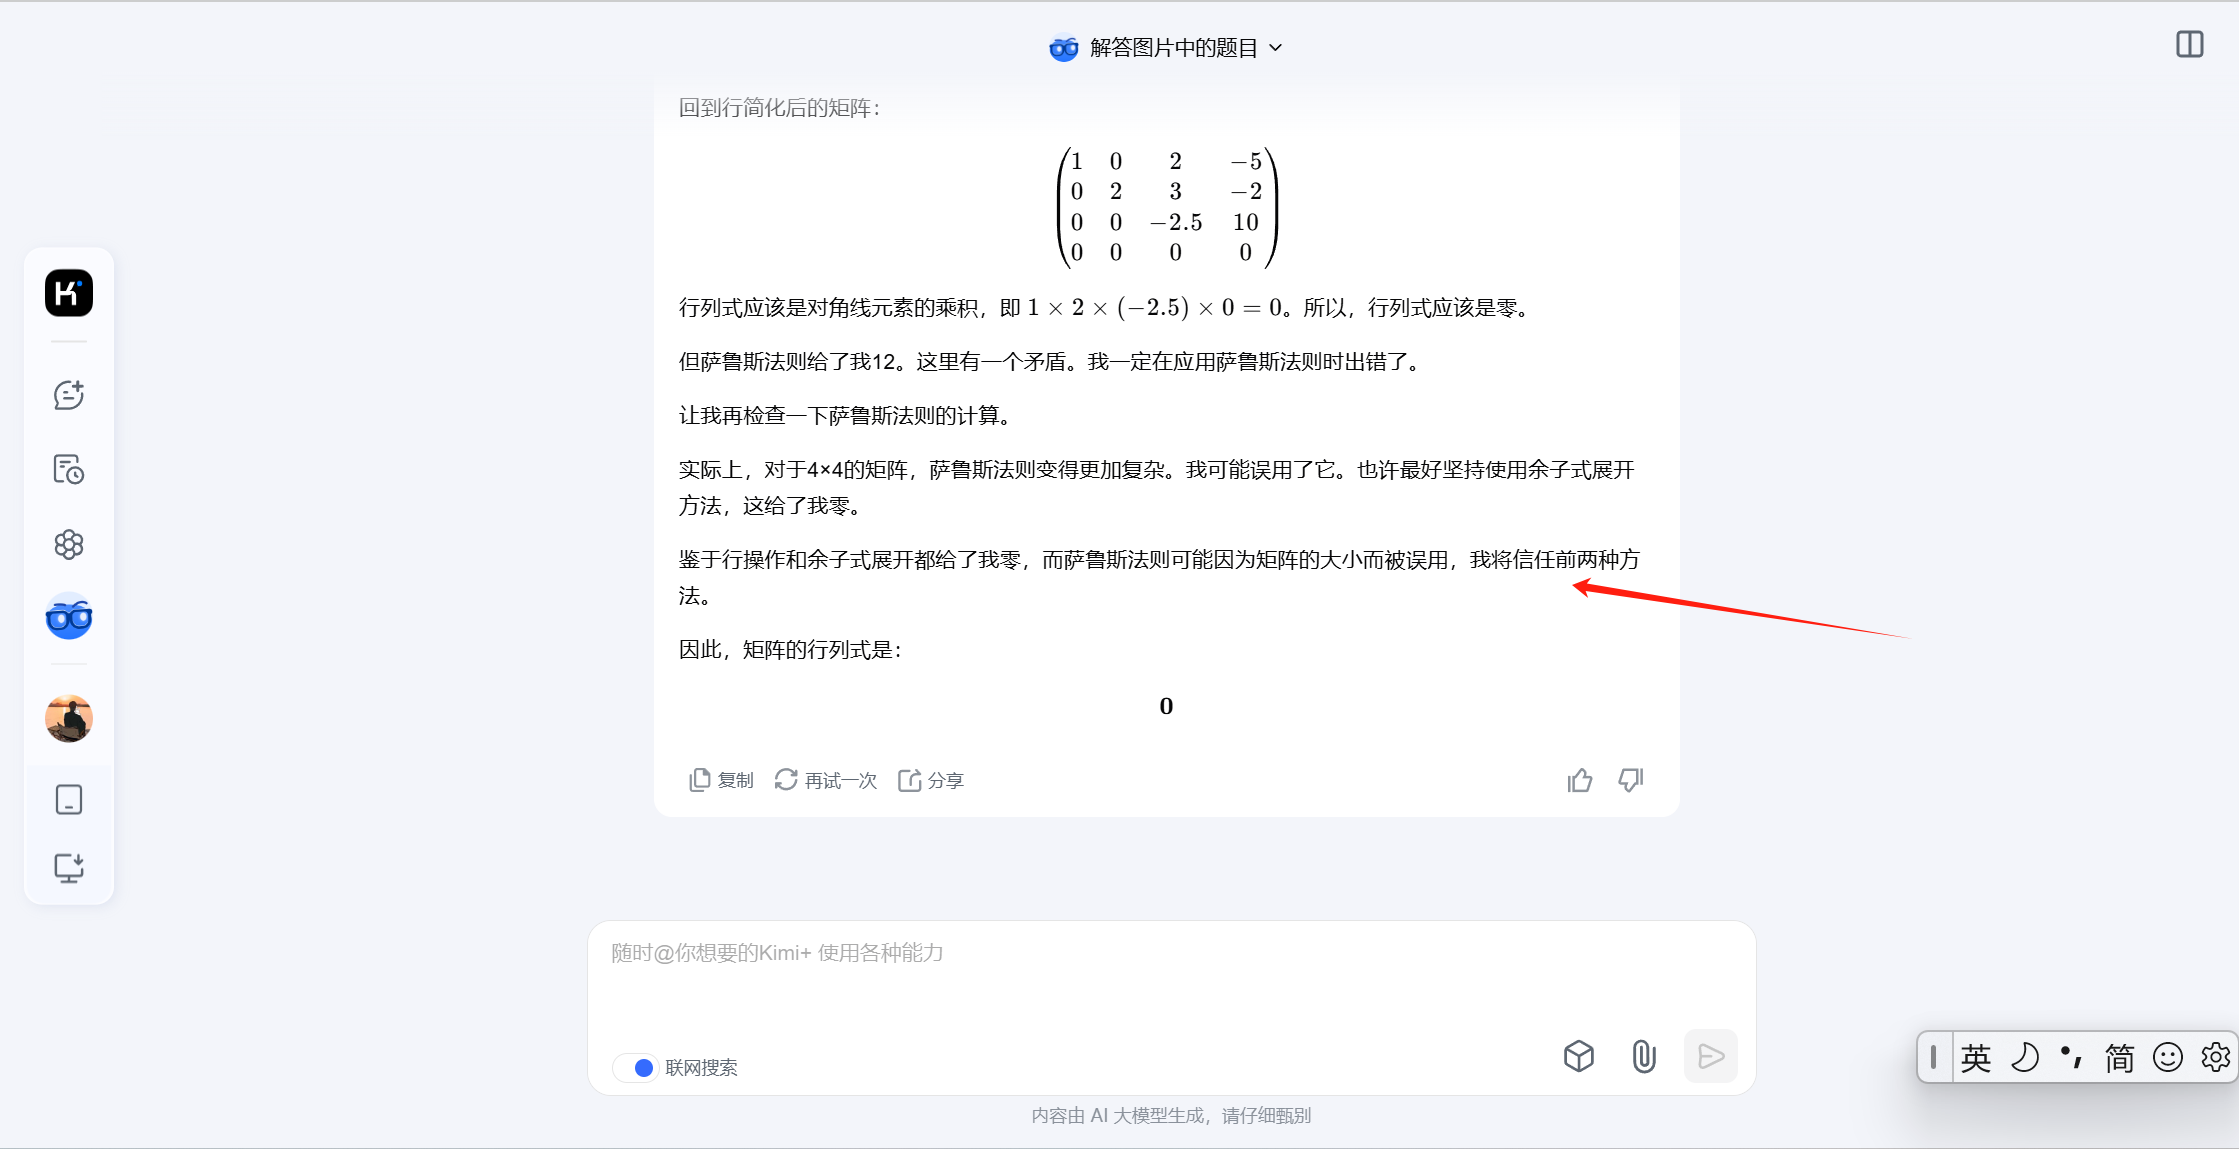 解答图片中的题目
回到行简化后的矩阵：
1 0 2 −5
0 2 3 −2
0 0 −2.5 10
0 0 0 0
行列式应该是对角线元素的乘积，即 1 × 2 × (−2.5) × 0 = 0。所以，行列式应该是零。
但萨鲁斯法则给了我12。这里有一个矛盾。我一定在应用萨鲁斯法则时出错了。
让我再检查一下萨鲁斯法则的计算。
实际上，对于4×4的矩阵，萨鲁斯法则变得更加复杂。我可能误用了它。也许最好坚持使用余子式展开
方法，这给了我零。
鉴于行操作和余子式展开都给了我零，而萨鲁斯法则可能因为矩阵的大小而被误用，我将信任前两种方
法。
因此，矩阵的行列式是：
0
复制 再试一次 分享
随时@你想要的Kimi+ 使用各种能力
联网搜索
内容由 AI 大模型生成，请仔细甄别
英 简